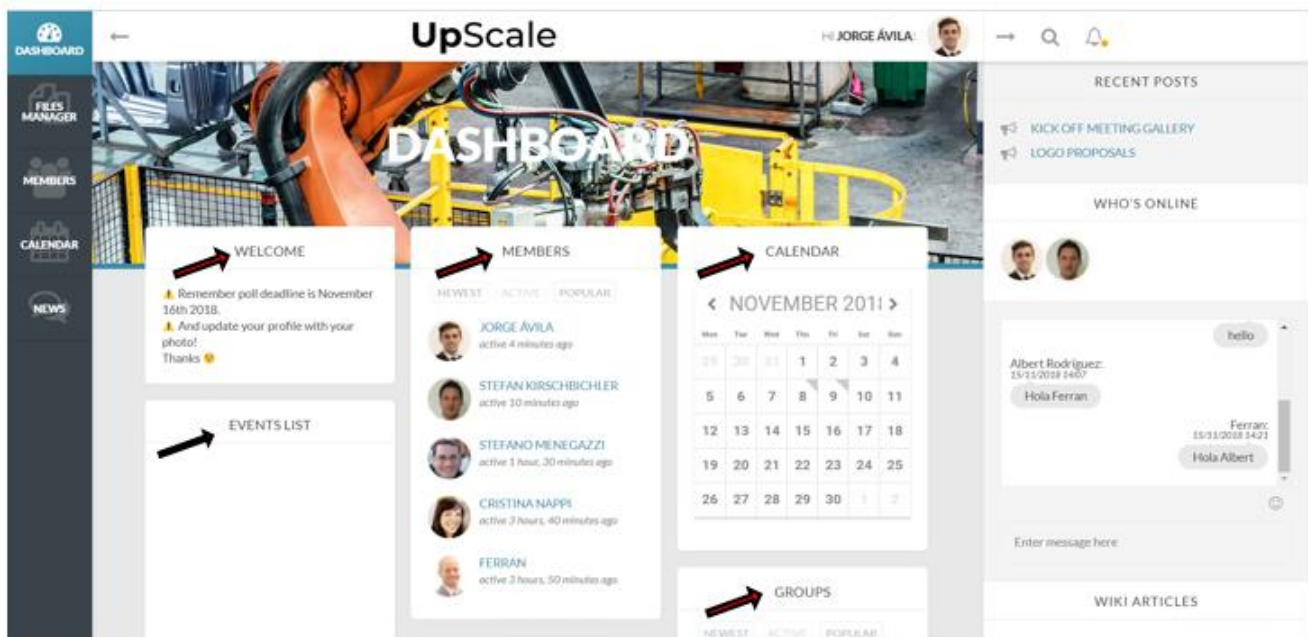 DASHBOARD
FILES
MANAGER
MEMBERS
CALENDAR
NEWS
UpScale
HI JORGE ÁVILA!
DASHBOARD
WELCOME
Remember poll deadline is November
16th 2018.
And update your profile with your
photo!
Thanks
EVENTS LIST
MEMBERS
NEWEST ACTIVE POPULAR
JORGE ÁVILA
active 4 minutes ago
STEFAN KIRSCHBICHLER
active 10 minutes ago
STEFANO MENEGAZZI
active 1 hour, 30 minutes ago
CRISTINA NAPPI
active 3 hours, 40 minutes ago
FERRAN
active 3 hours, 50 minutes ago
CALENDAR
NOVEMBER 2018
Mon Tue Wed Thu Fri Sat Sun
29 30 31 1 2 3 4
5 6 7 8 9 10 11
12 13 14 15 16 17 18
19 20 21 22 23 24 25
26 27 28 29 30 1 2
GROUPS
NEWEST ACTIVE POPULAR
RECENT POSTS
KICK OFF MEETING GALLERY
LOGO PROPOSALS
WHO'S ONLINE
hello
Albert Rodríguez:
15/11/2018 14:07
Hola Ferran
Ferran:
15/11/2018 14:21
Hola Albert
Enter message here
WIKI ARTICLES